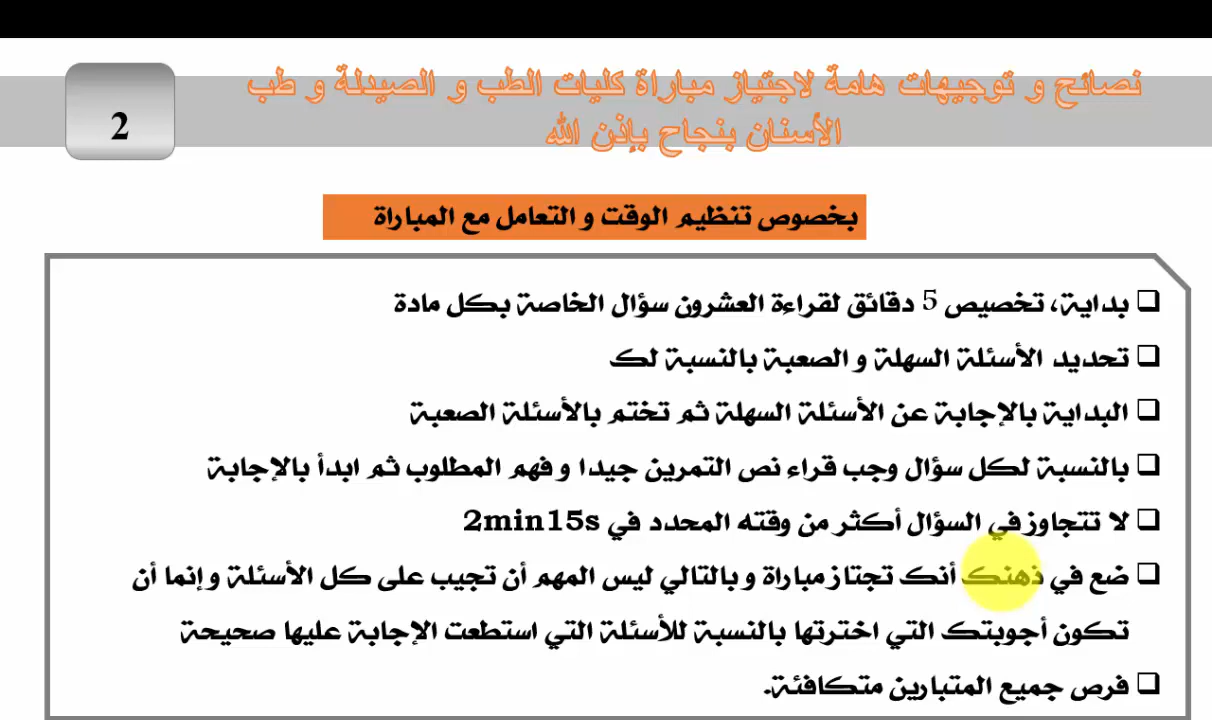 نصائح و توجيهات هامة لاجتياز مباراة كليات الطب و الصيدلة و طب
الأسنان بنجاح بإذن الله
2
بخصوص تنظيم الوقت و التعامل مع المباراة
بداية، تخصيص 5 دقائق لقراءة العشرون سؤال الخاصة بكل مادة
تحديد الأسئلة السهلة و الصعبة بالنسبة لك
البداية بالإجابة عن الأسئلة السهلة ثم تختم بالأسئلة الصعبة
بالنسبة لكل سؤال وجب قراء نص التمرين جيدا و فهم المطلوب ثم ابدأ بالإجابة
لا تتجاوز في السؤال أكثر من وقته المحدد في 2min15s
ضع في ذهنك أنك تجتاز مباراة و بالتالي ليس المهم أن تجيب على كل الأسئلة وإنما أن
تكون أجوبتك التي اخترتها بالنسبة للأسئلة التي استطعت الإجابة عليها صحيحة
فرص جميع المتبارين متكافئة.